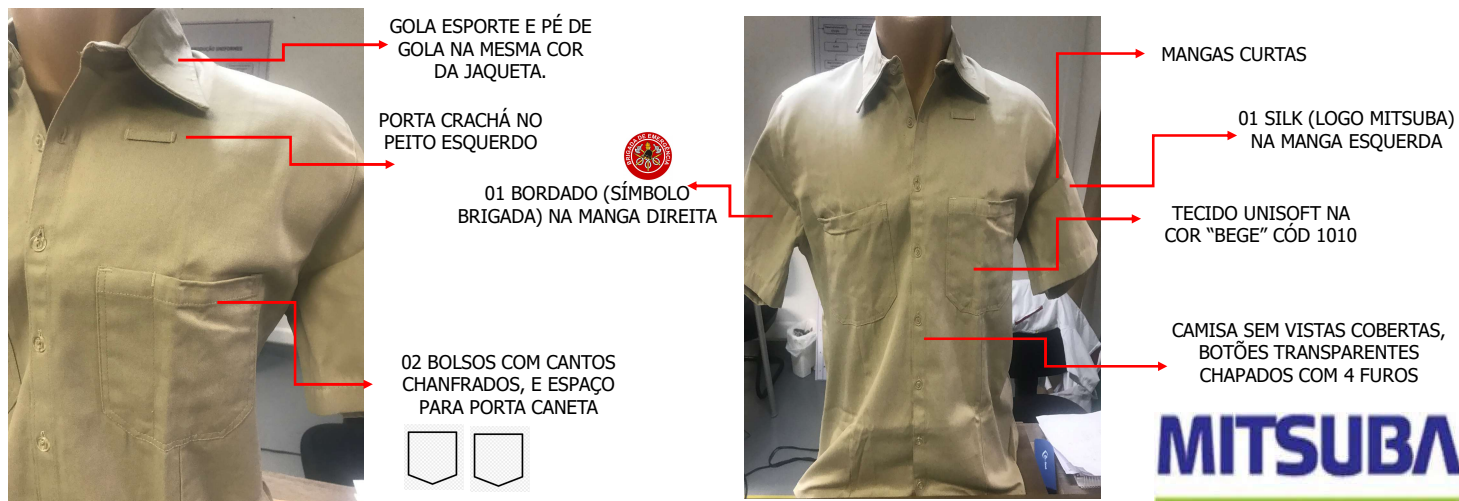 GOLA ESPORTE E PÉ DE
GOLA NA MESMA COR
DA JAQUETA.
PORTA CRACHÁ NO
PEITO ESQUERDO
BRIGADA DE EMERGÊNCIA
01 BORDADO (SÍMBOLO
BRIGADA) NA MANGA DIREITA
02 BOLSOS COM CANTOS
CHANFRADOS, E ESPAÇO
PARA PORTA CANETA
MANGAS CURTAS
01 SILK (LOGO MITSUBA)
NA MANGA ESQUERDA
TECIDO UNISOFT NA
COR “BEGE” CÓD 1010
CAMISA SEM VISTAS COBERTAS,
BOTÕES TRANSPARENTES
CHAPADOS COM 4 FUROS
MITSUBA